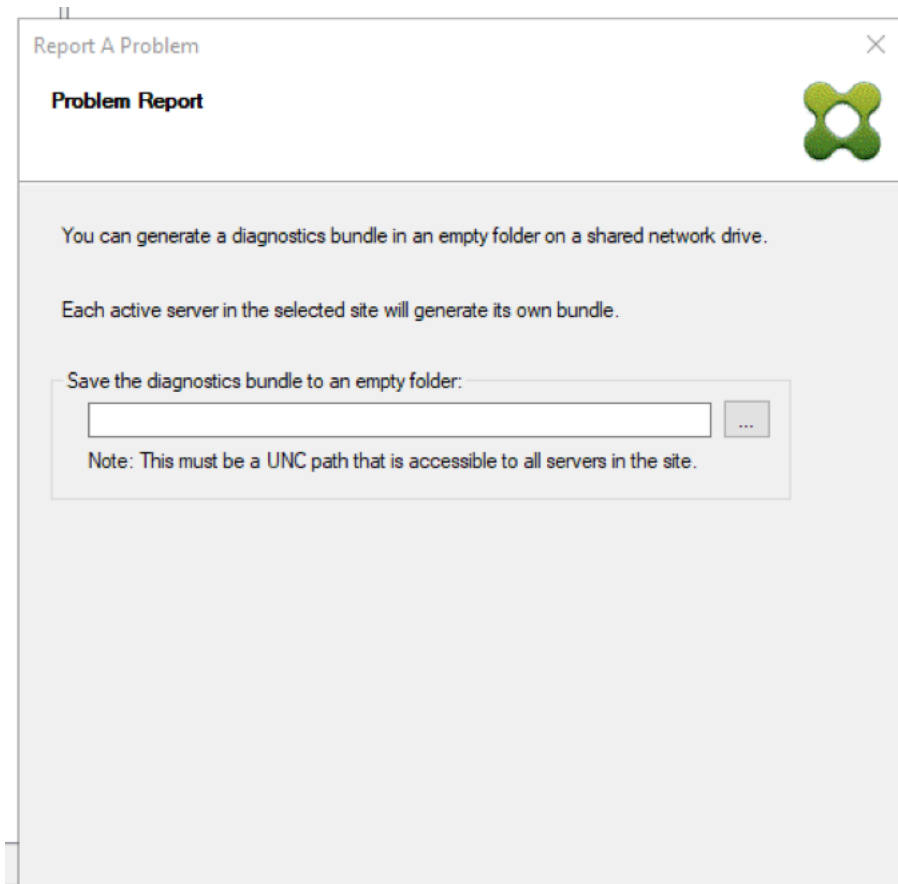 Report A Problem
Problem Report
You can generate a diagnostics bundle in an empty folder on a shared network drive.
Each active server in the selected site will generate its own bundle.
Save the diagnostics bundle to an empty folder:
...
Note: This must be a UNC path that is accessible to all servers in the site.